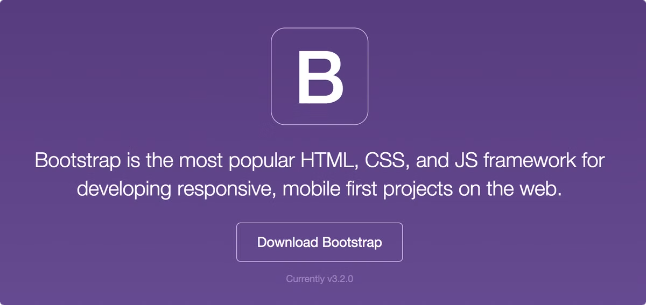 B
Bootstrap is the most popular HTML, CSS, and JS framework for
developing responsive, mobile first projects on the web.
Download Bootstrap
Currently v3.2.0